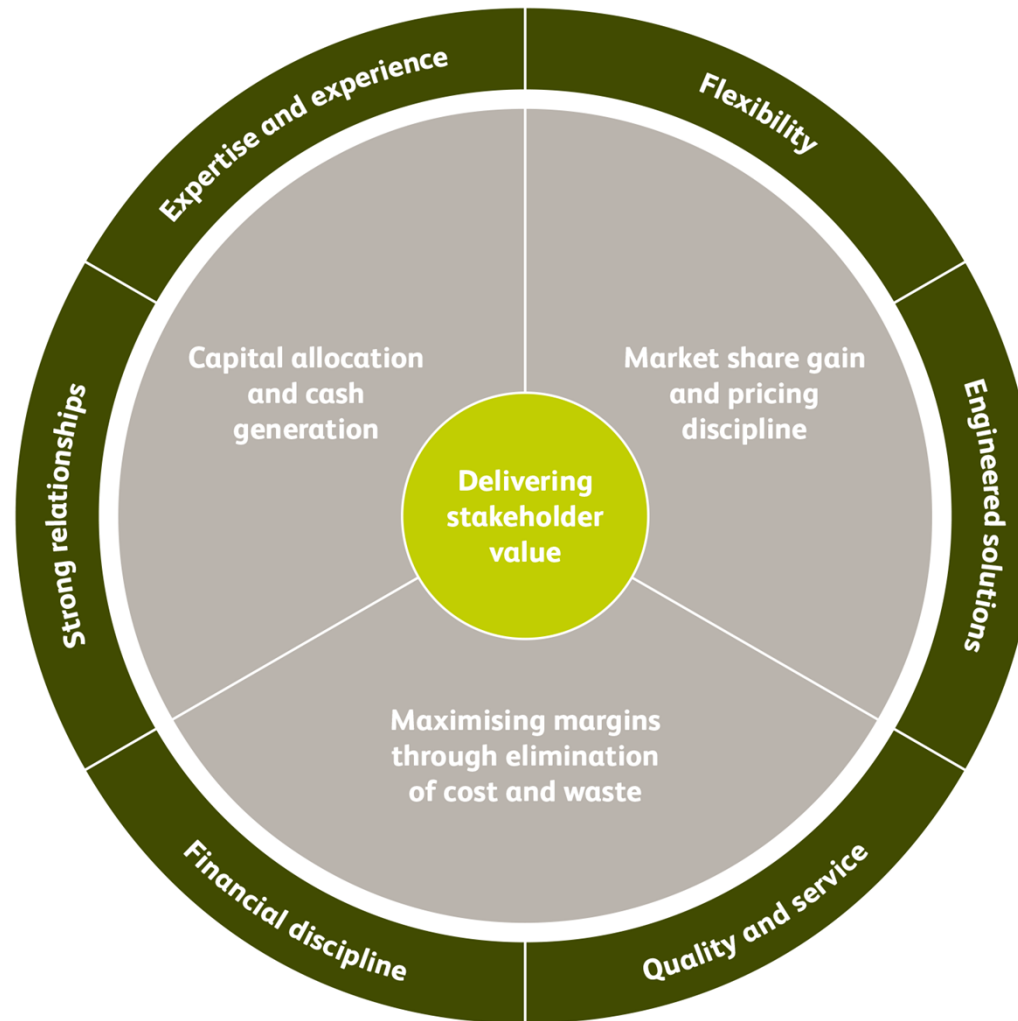 Expertise and experience
Flexibility
Engineered solutions
Quality and service
Financial discipline
Strong relationships
Capital allocation
and cash
generation
Market share gain
and pricing
discipline
Maximising margins
through elimination
of cost and waste
Delivering
stakeholder
value